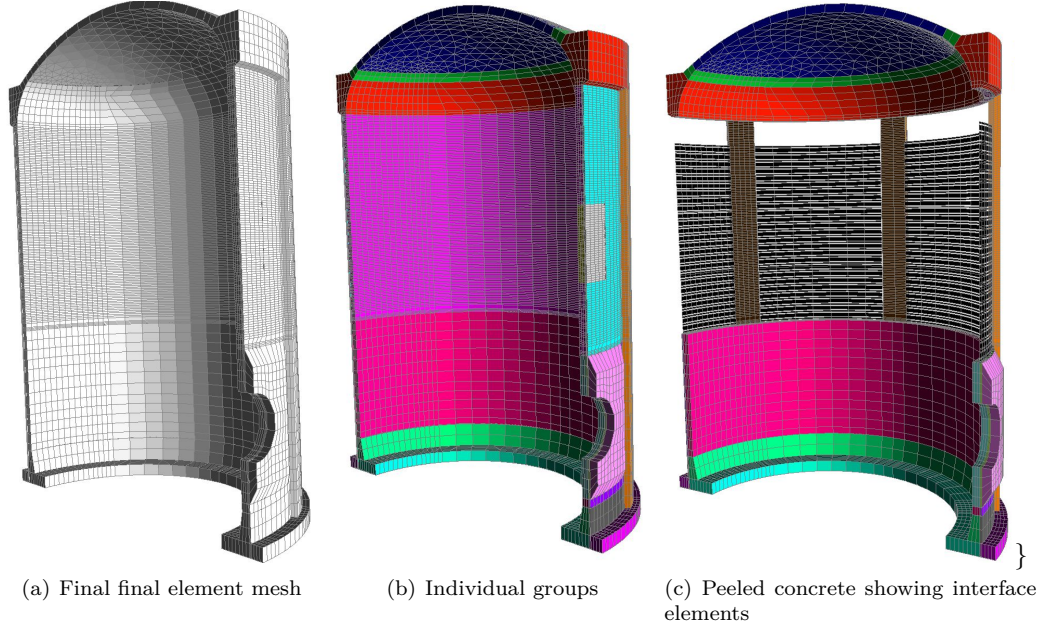 }
(a) Final final element mesh
(b) Individual groups
(c) Peeled concrete showing interface
elements